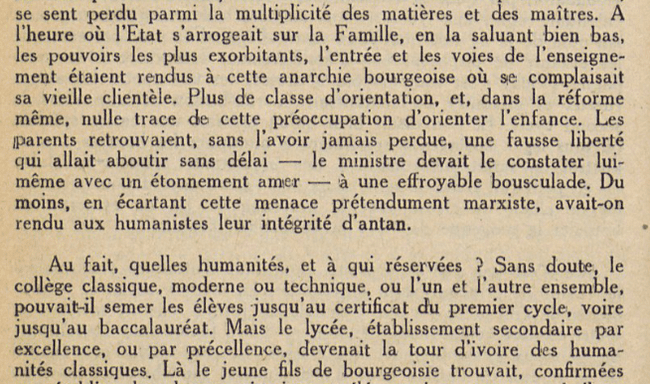 se sent perdu parmi la multiplicité des matières et des maîtres. A
l'heure où l'Etat s'arrogeait sur la Famille, en la saluant bien bas,
les pouvoirs les plus exorbitants, l'entrée et les voies de l'enseigne-
ment étaient rendus à cette anarchie bourgeoise où se complaisait
sa vieille clientèle. Plus de classe d'orientation, et, dans la réforme
même, nulle trace de cette préoccupation d'orienter l'enfance. Les
parents retrouvaient, sans l'avoir jamais perdue, une fausse liberté
qui allait aboutir sans délai — le ministre devait le constater lui-
même avec un étonnement amer — à une effroyable bousculade. Du
moins, en écartant cette menace prétendument marxiste, avait-on
rendu aux humanistes leur intégrité d'antan.
Au fait, quelles humanités, et à qui réservées ? Sans doute, le
collège classique, moderne ou technique, ou l'un et l'autre ensemble,
pouvait-il semer les élèves jusqu'au certificat du premier cycle, voire
jusqu'au baccalauréat. Mais le lycée, établissement secondaire par
excellence, ou par précellence, devenait la tour d'ivoire des huma-
nités classiques. Là le jeune fils de bourgeoisie trouvait, confirmées